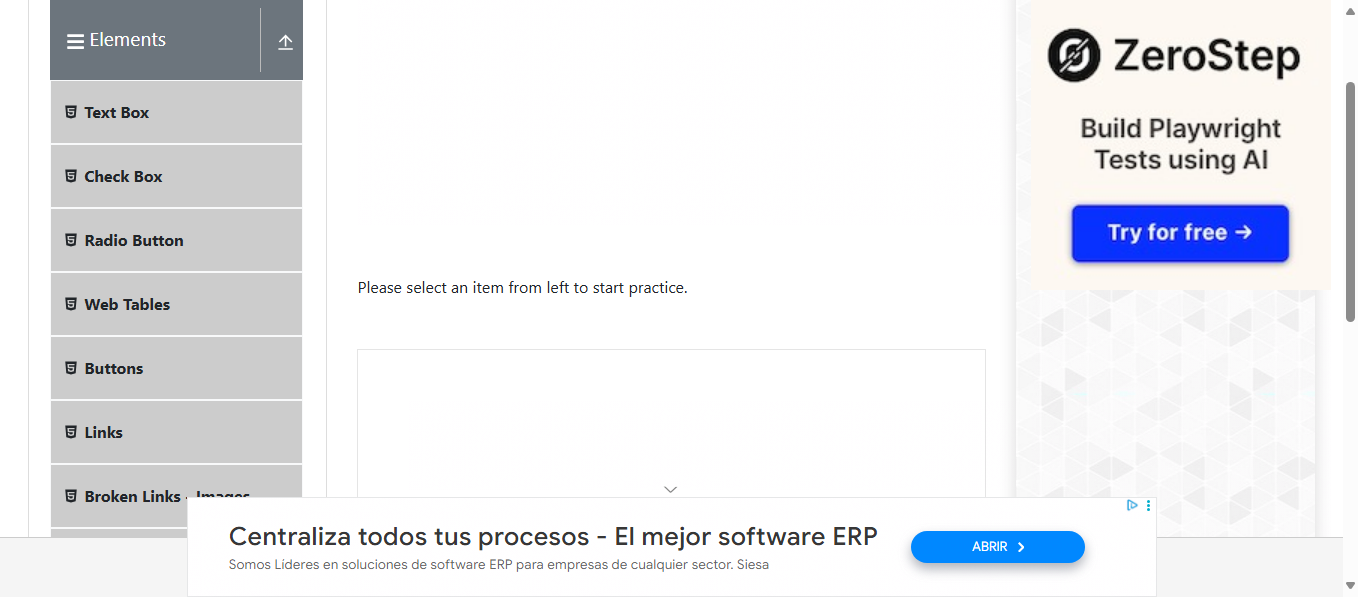 Elements
Text Box
Check Box
Radio Button
Web Tables
Buttons
Links
Broken Links - Images
Please select an item from left to start practice.
ZeroStep
Build Playwright
Tests using AI
Try for free →
Centraliza todos tus procesos - El mejor software ERP
Somos Líderes en soluciones de software ERP para empresas de cualquier sector. Siesa
ABRIR